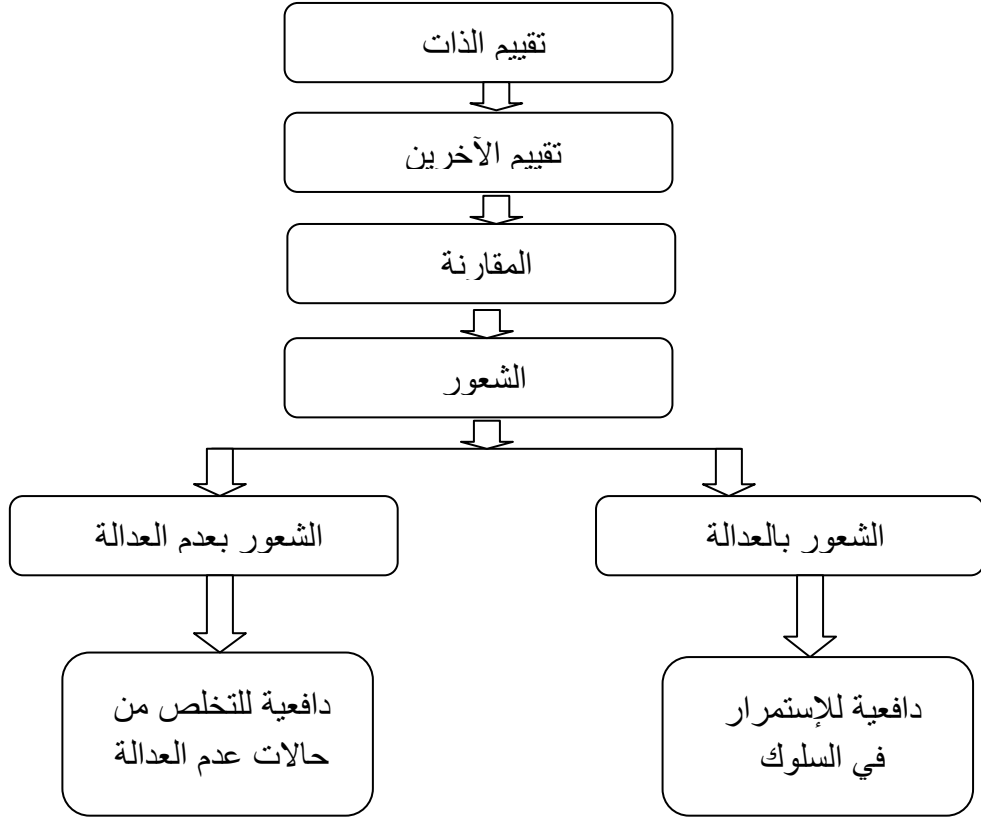 تقييم الذات
تقييم الآخرين
المقارنة
الشعور
الشعور بالعدالة
الشعور بعدم العدالة
دافعية للإستمرار
في السلوك
دافعية للتخلص من
حالات عدم العدالة